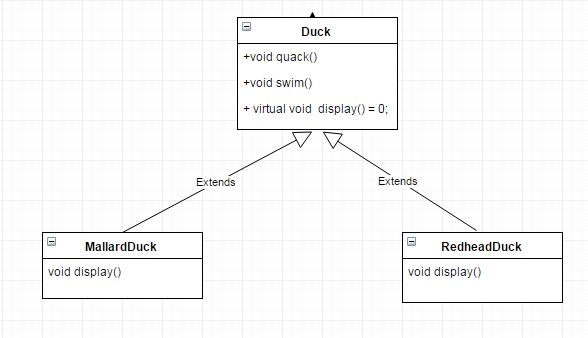 Duck
+void quack()
+void swim()
+ virtual void display() = 0;
Extends
Extends
MallardDuck
void display()
RedheadDuck
void display()